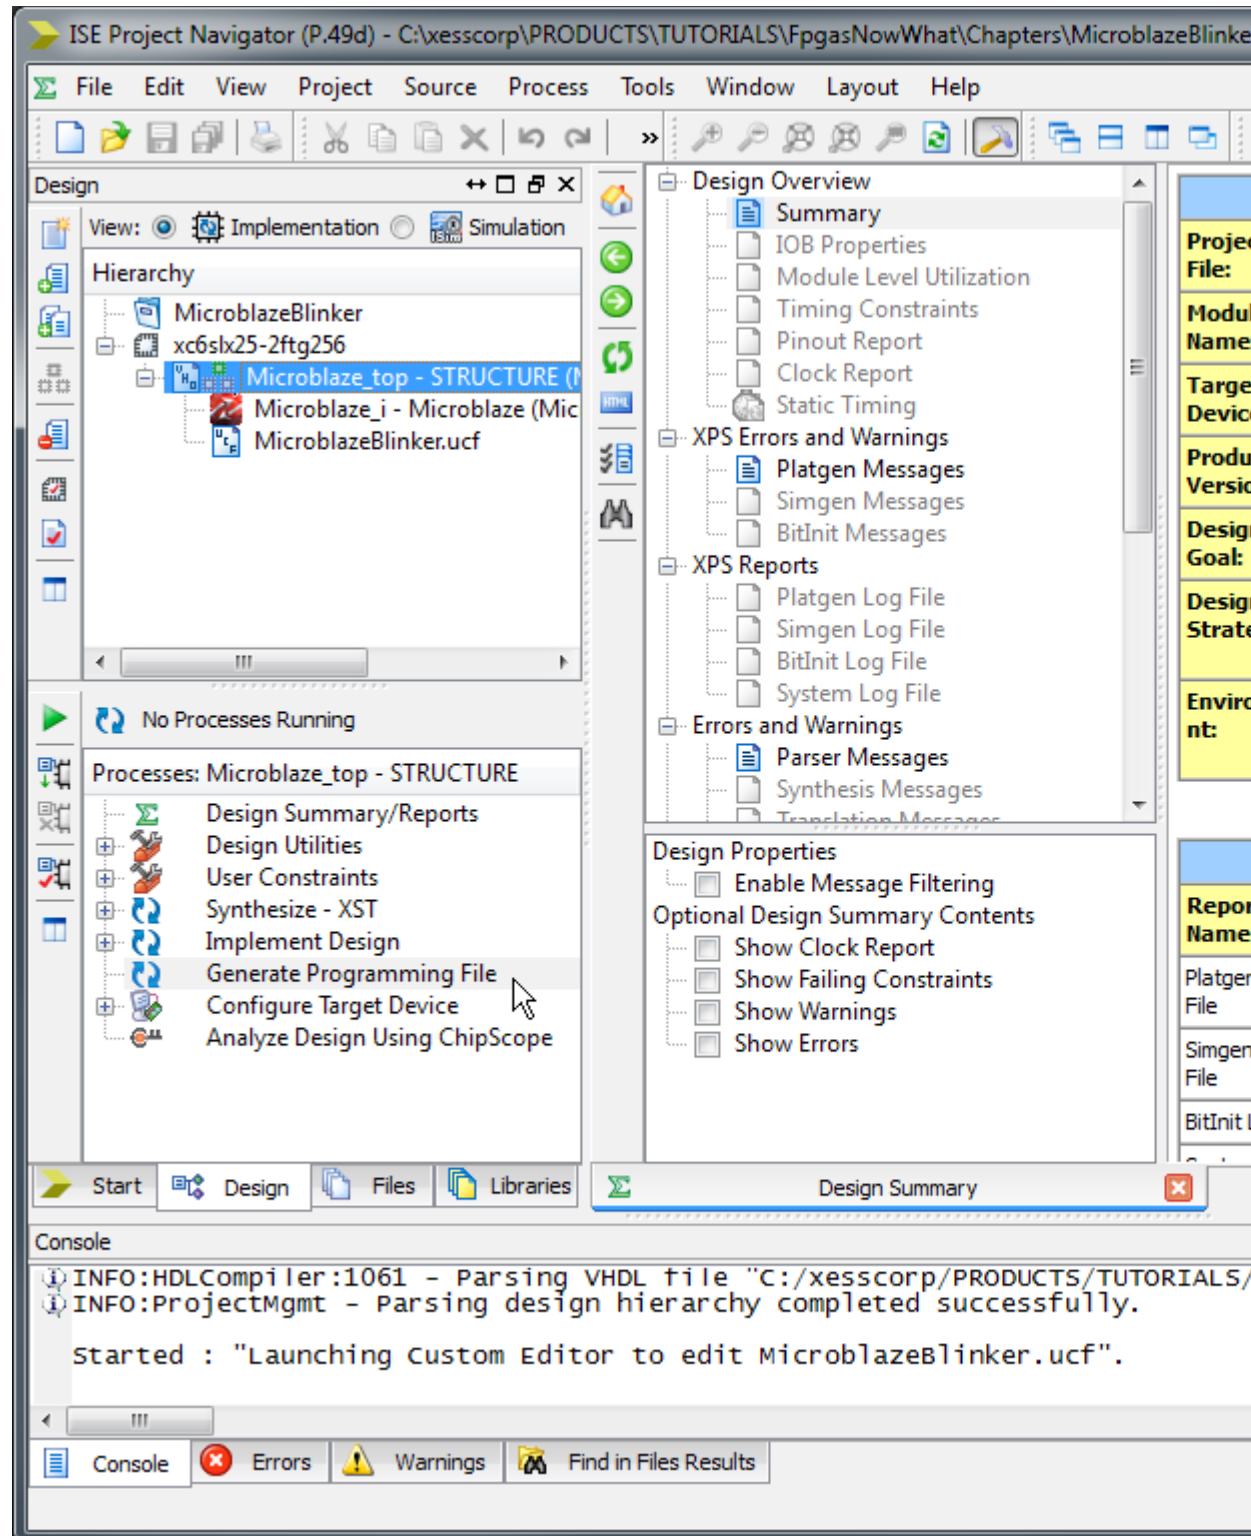 ISE Project Navigator (P.49d) - C:\xesscorp\PRODUCTS\TUTORIALS\FpgasNowWhat\Chapters\MicroblazeBlinke
File Edit View Project Source Process Tools Window Layout Help
Design
View: Implementation Simulation
Hierarchy
MicroblazeBlinker
xc6slx25-2ftg256
Microblaze_top - STRUCTURE (
Microblaze_i - Microblaze (Mic
MicroblazeBlinker.ucf
No Processes Running
Processes: Microblaze_top - STRUCTURE
Design Summary/Reports
Design Utilities
User Constraints
Synthesize - XST
Implement Design
Generate Programming File
Configure Target Device
Analyze Design Using ChipScope
Start Design Files Libraries
Design Overview
Summary
IOB Properties
Module Level Utilization
Timing Constraints
Pinout Report
Clock Report
Static Timing
XPS Errors and Warnings
Platgen Messages
Simgen Messages
BitInit Messages
XPS Reports
Platgen Log File
Simgen Log File
BitInit Log File
System Log File
Errors and Warnings
Parser Messages
Synthesis Messages
Translation Messages
Design Properties
Enable Message Filtering
Optional Design Summary Contents
Show Clock Report
Show Failing Constraints
Show Warnings
Show Errors
Design Summary
Projec
File:
Modul
Name
Targe
Device
Produ
Versio
Design
Goal:
Design
Strate
Enviro
nt:
Repor
Name
Platgen
File
Simgen
File
BitInit L
Console
INFO:HDLCompiler:1061 - Parsing VHDL file "C:/xesscorp/PRODUCTS/TUTORIALS/
INFO:ProjectMgmt - Parsing design hierarchy completed successfully.
Started : "Launching Custom Editor to edit MicroblazeBlinker.ucf".
Console Errors Warnings Find in Files Results